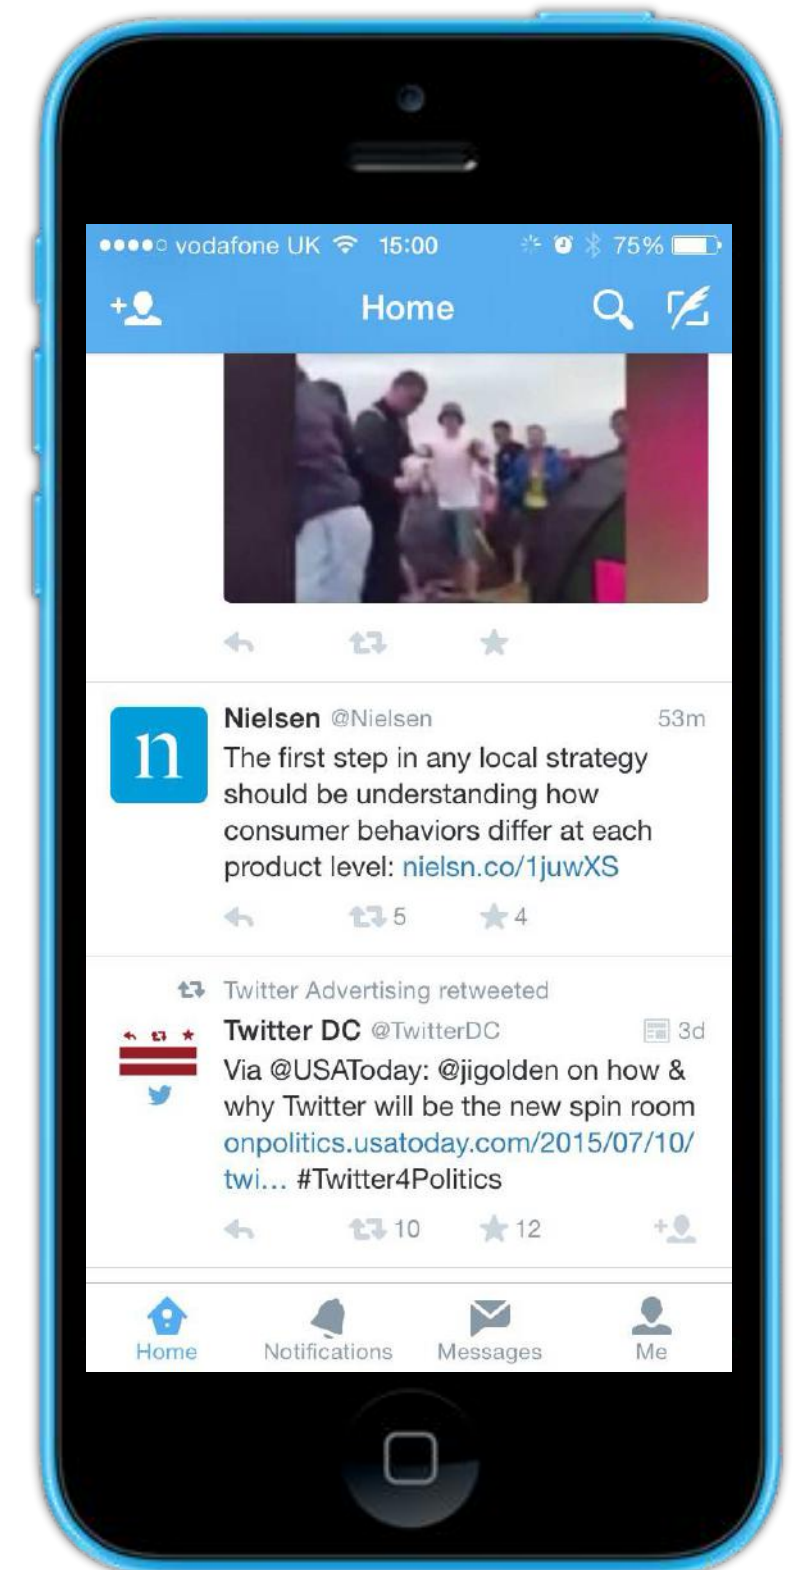 vodafone UK 15:00 75%
Home
n
Nielsen @Nielsen 53m
The first step in any local strategy
should be understanding how
consumer behaviors differ at each
product level: nielsn.co/1juwXS
5 4
Twitter Advertising retweeted
Twitter DC @TwitterDC 3d
Via @USAToday: @jigolden on how &
why Twitter will be the new spin room
onpolitics.usatoday.com/2015/07/10/
twi... #Twitter4Politics
10 12
Home Notifications Messages Me